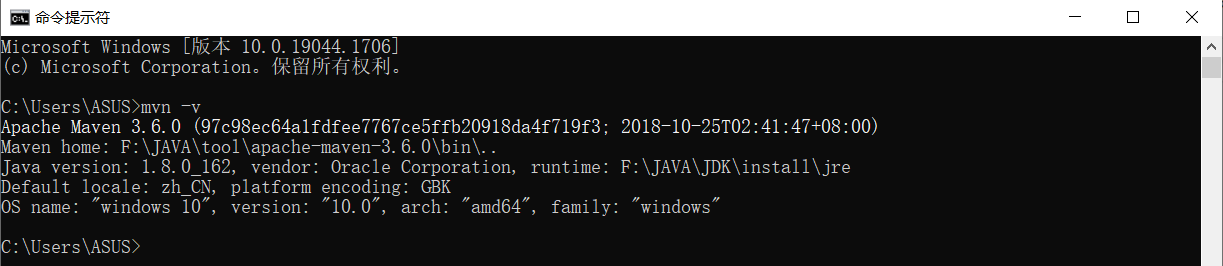 命令提示符
Microsoft Windows [版本 10.0.19044.1706]
(c) Microsoft Corporation。保留所有权利。
C:\Users\ASUS>mvn -v
Apache Maven 3.6.0 (97c98ec64a1fdfee7767ce5ffb20918da4f719f3; 2018-10-25T02:41:47+08:00)
Maven home: F:\JAVA\tool\apache-maven-3.6.0\bin\..
Java version: 1.8.0_162, vendor: Oracle Corporation, runtime: F:\JAVA\JDK\install\jre
Default locale: zh_CN, platform encoding: GBK
OS name: "windows 10", version: "10.0", arch: "amd64", family: "windows"
C:\Users\ASUS>